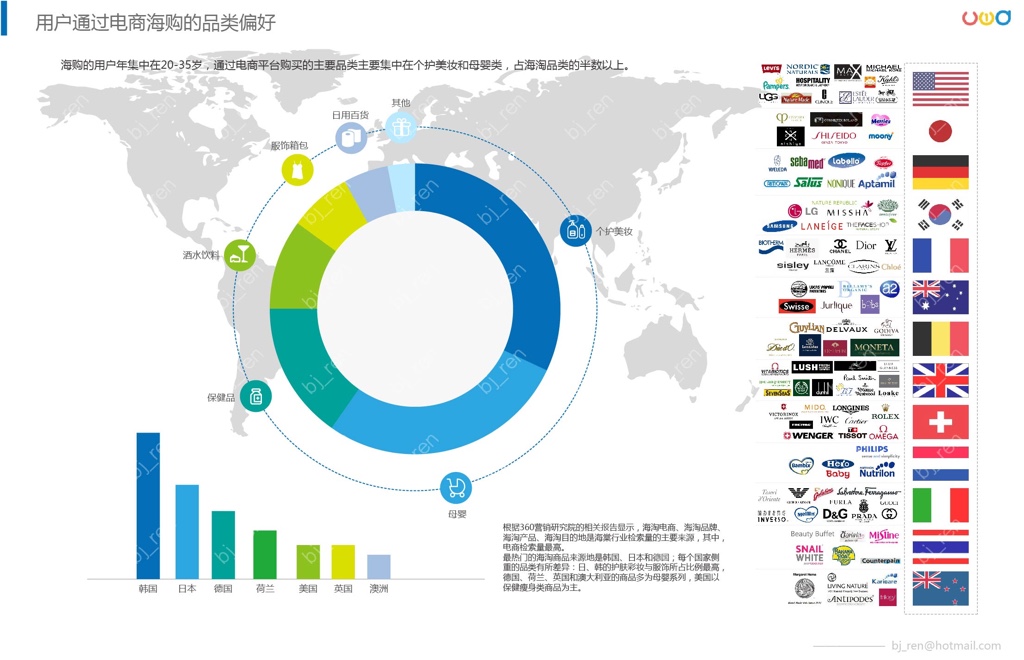 用户通过电商海购的品类偏好
海购的用户年集中在20-35岁，通过电商平台购买的主要品类主要集中在个护美妆和母婴类，占海淘品类的半数以上。
其他
日用百货
服饰箱包
酒水饮料
个护美妆
保健品
母婴
韩国 日本 德国 荷兰 美国 英国 澳洲
根据360营销研究院的相关报告显示，海淘电商、海淘品牌、
海淘产品、海淘目的地是海棠行业检索量的主要来源，其中，
电商检索量最高。
最热门的海淘商品来源地是韩国、日本和德国；每个国家侧
重的品类有所差异：日、韩的护肤彩妆与服饰所占比例最高，
德国、荷兰、英国和澳大利亚的商品多为母婴系列，美国以
保健瘦身类商品为主。
LEVI'S NORDIC NATURALS MAX MICHAEL
Pampers HOSPITALITY Kiehl's
UGG CLINIQUE ESTEE LAUDER
Merries
SHISEIDO moony
WELEDA sebamed Labello
Salus NONIQUE Aptamil
LG NATURE REPUBLIC MISSHA
SAMSUNG LANEIGE THEFACESHOP
BIOTHERM HERMES CHANEL Dior LV
sisley LANCOME CLARINS Chloé
a2
Swisse Jurlique
GUYLIAN DELVAUX GODIVA
MONETA
LUSH
Paul Smith
VICTORINOX MIDO LONGINES ROLEX
IWC Cartier
WENGER TISSOT OMEGA
PHILIPS
Bambix Hero Baby Nutrilon
Salvatore Ferragamo
FURLA GUCCI
INVERSO D&G PRADA
Beauty Buffet Mistine
SNAIL WHITE Counterpain
LIVING NATURE Karicare
ANTIPODES
bj_ren
bj_ren@hotmail.com